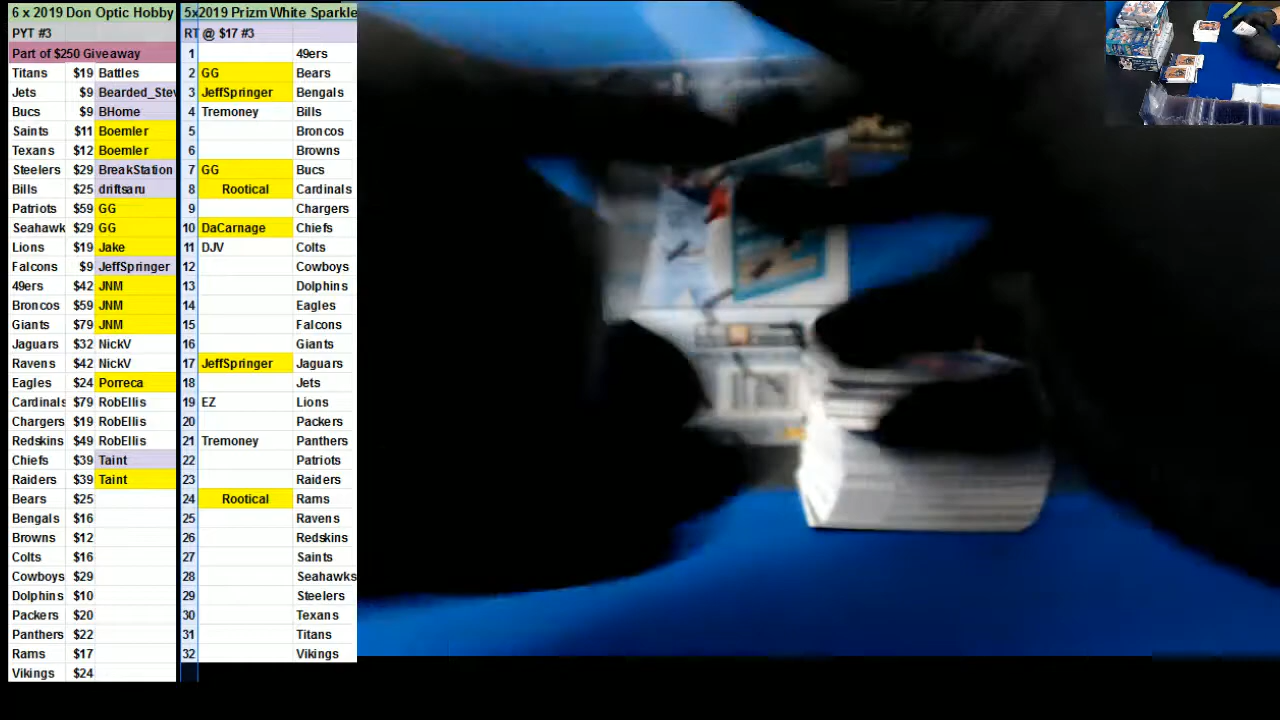 6 x 2019 Don Optic Hobby
PYT #3
Part of $250 Giveaway
Titans $19 Battles
Jets $9 Bearded_Stev
Bucs $9 BHome
Saints $11 Boemler
Texans $12 Boemler
Steelers $29 BreakStation
Bills $25 driftsaru
Patriots $59 GG
Seahawk $29 GG
Lions $19 Jake
Falcons $9 JeffSpringer
49ers $42 JNM
Broncos $59 JNM
Giants $79 JNM
Jaguars $32 NickV
Ravens $42 NickV
Eagles $24 Porreca
Cardinals $79 RobEllis
Chargers $19 RobEllis
Redskins $49 RobEllis
Chiefs $39 Taint
Raiders $39 Taint
Bears $25
Bengals $16
Browns $12
Colts $16
Cowboys $29
Dolphins $10
Packers $20
Panthers $22
Rams $17
Vikings $24
5x2019 Prizm White Sparkle
RT @ $17 #3
1 49ers
2 GG Bears
3 JeffSpringer Bengals
4 Tremoney Bills
5 Broncos
6 Browns
7 GG Bucs
8 Rootical Cardinals
9 Chargers
10 DaCarnage Chiefs
11 DJV Colts
12 Cowboys
13 Dolphins
14 Eagles
15 Falcons
16 Giants
17 JeffSpringer Jaguars
18 Jets
19 EZ Lions
20 Packers
21 Tremoney Panthers
22 Patriots
23 Raiders
24 Rootical Rams
25 Ravens
26 Redskins
27 Saints
28 Seahawks
29 Steelers
30 Texans
31 Titans
32 Vikings